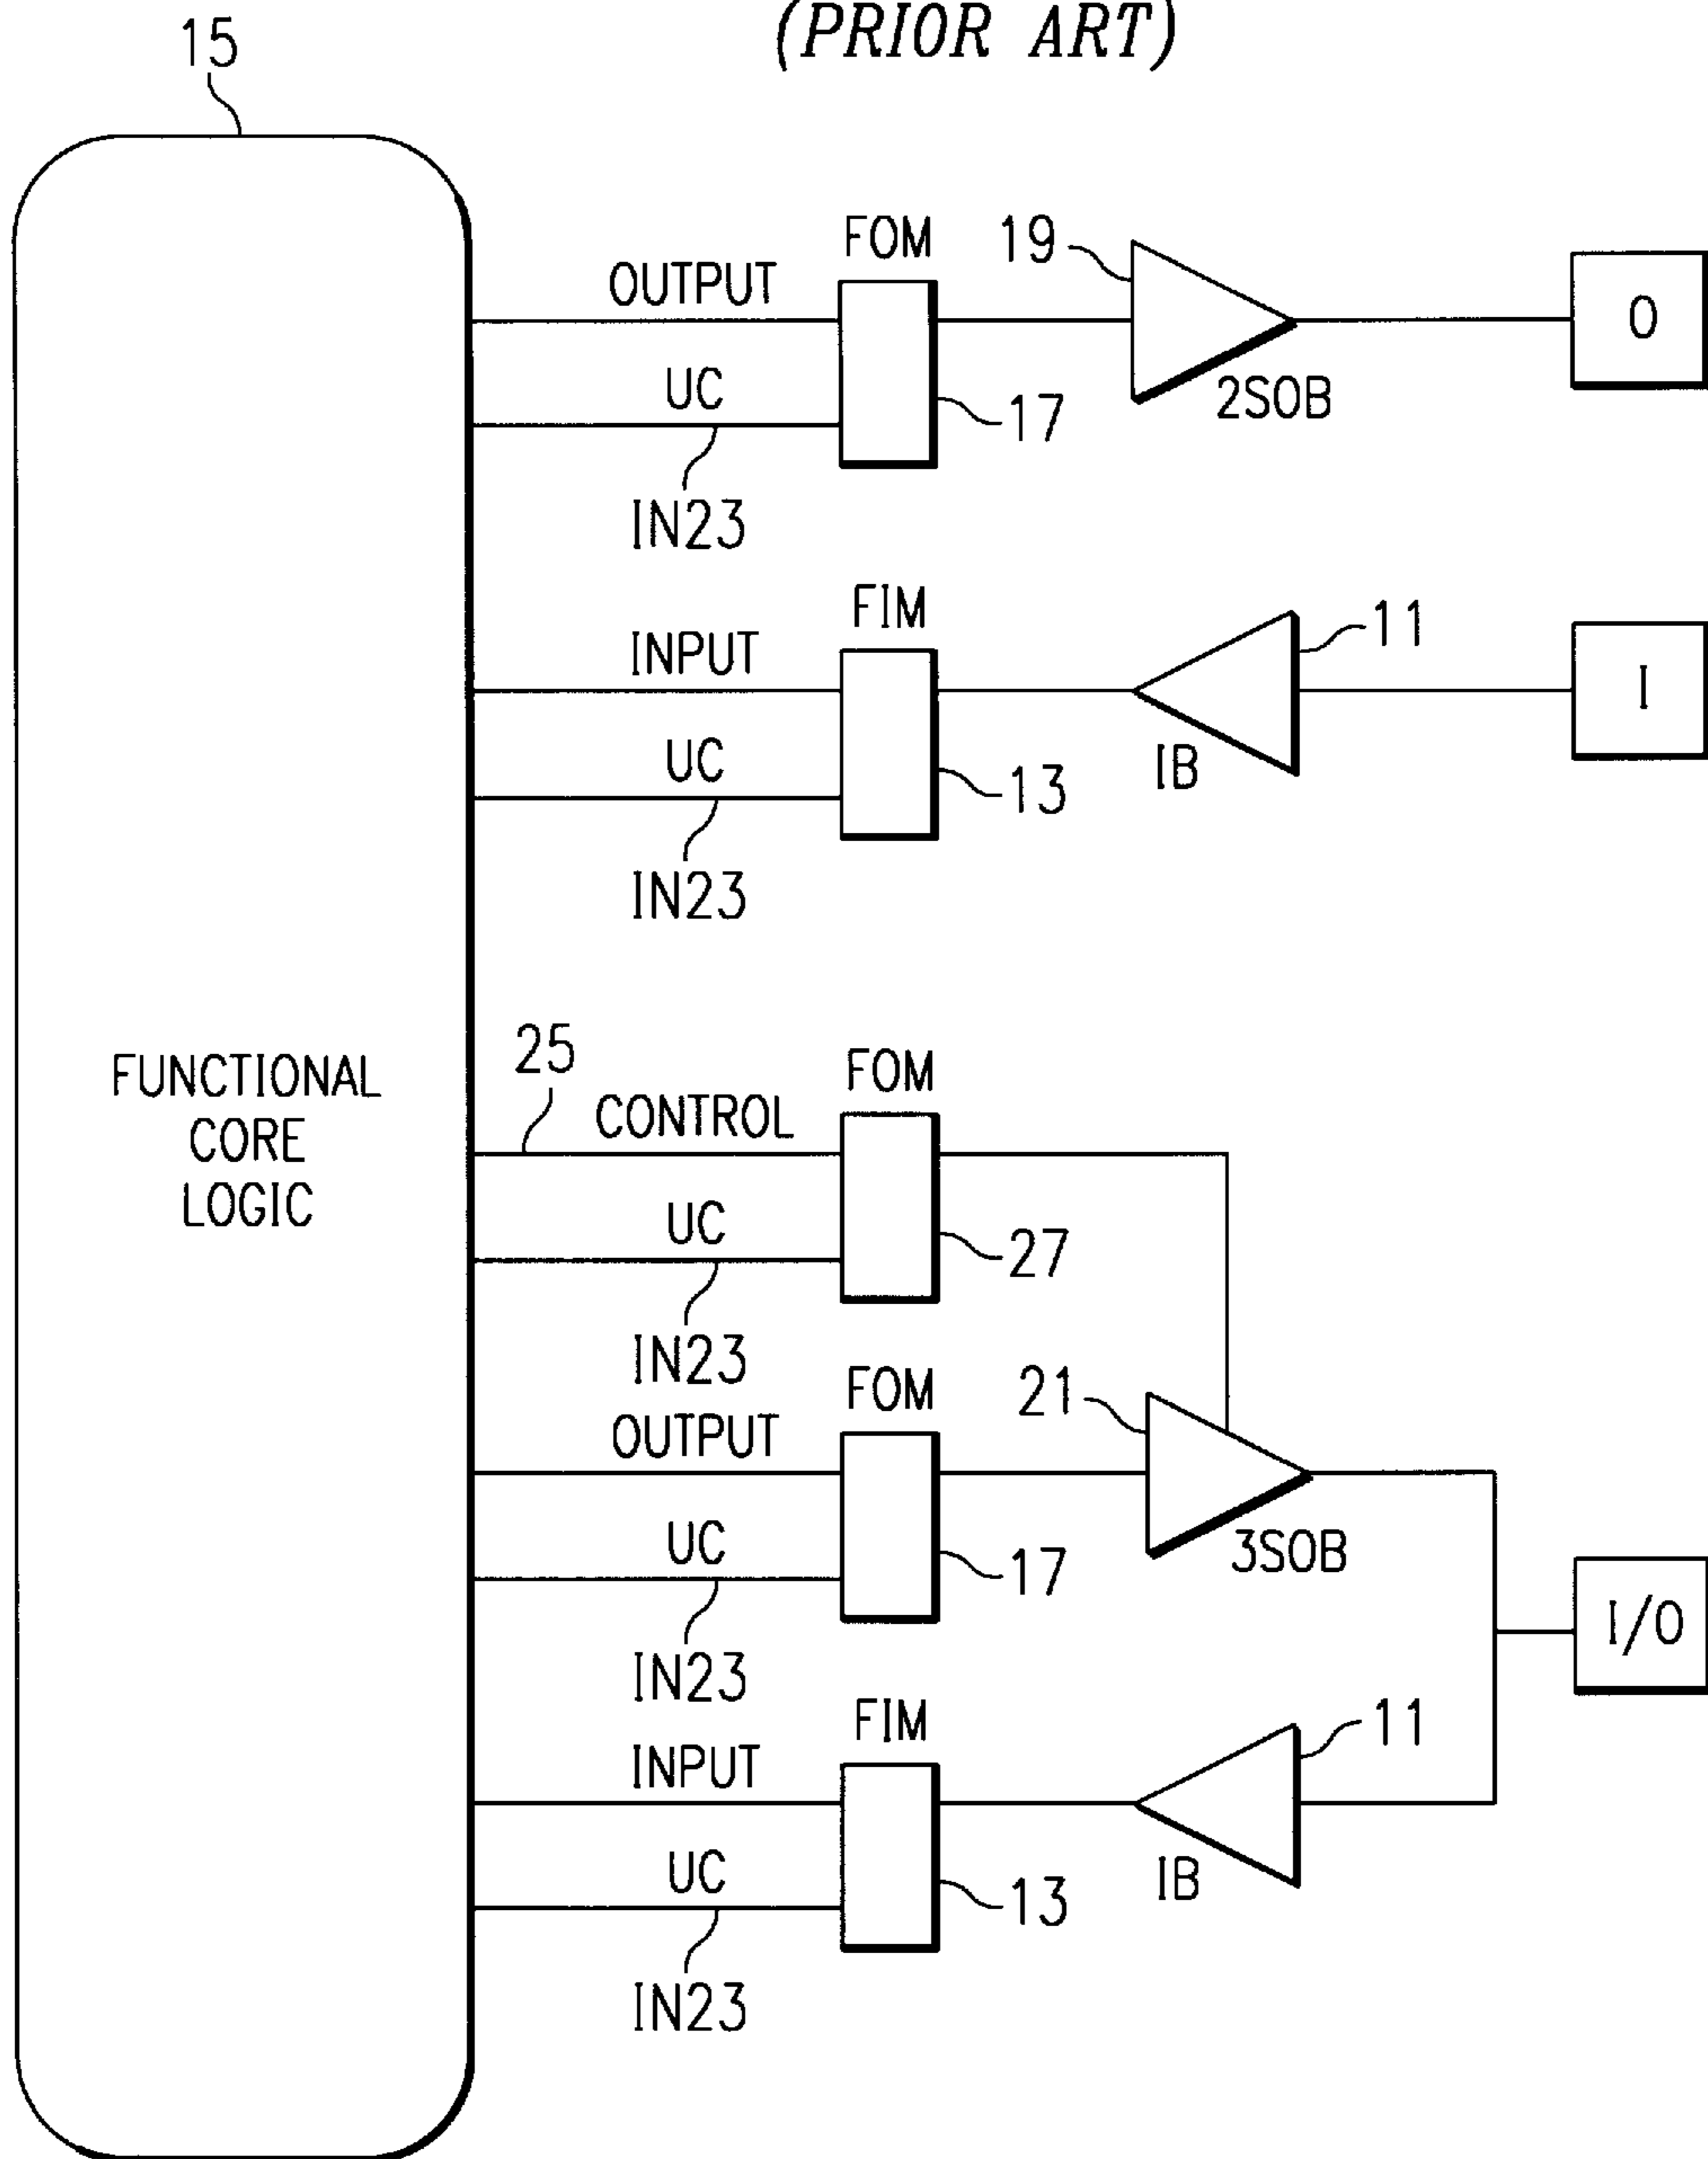 (PRIOR ART)
15
FOM
19
OUTPUT
O
UC
17
2SOB
IN23
FIM
11
INPUT
I
UC
13
IB
IN23
25
FOM
CONTROL
FUNCTIONAL
CORE
LOGIC
UC
27
IN23
FOM
21
OUTPUT
UC
17
3SOB
IN23
I/O
FIM
11
INPUT
UC
13
IB
IN23